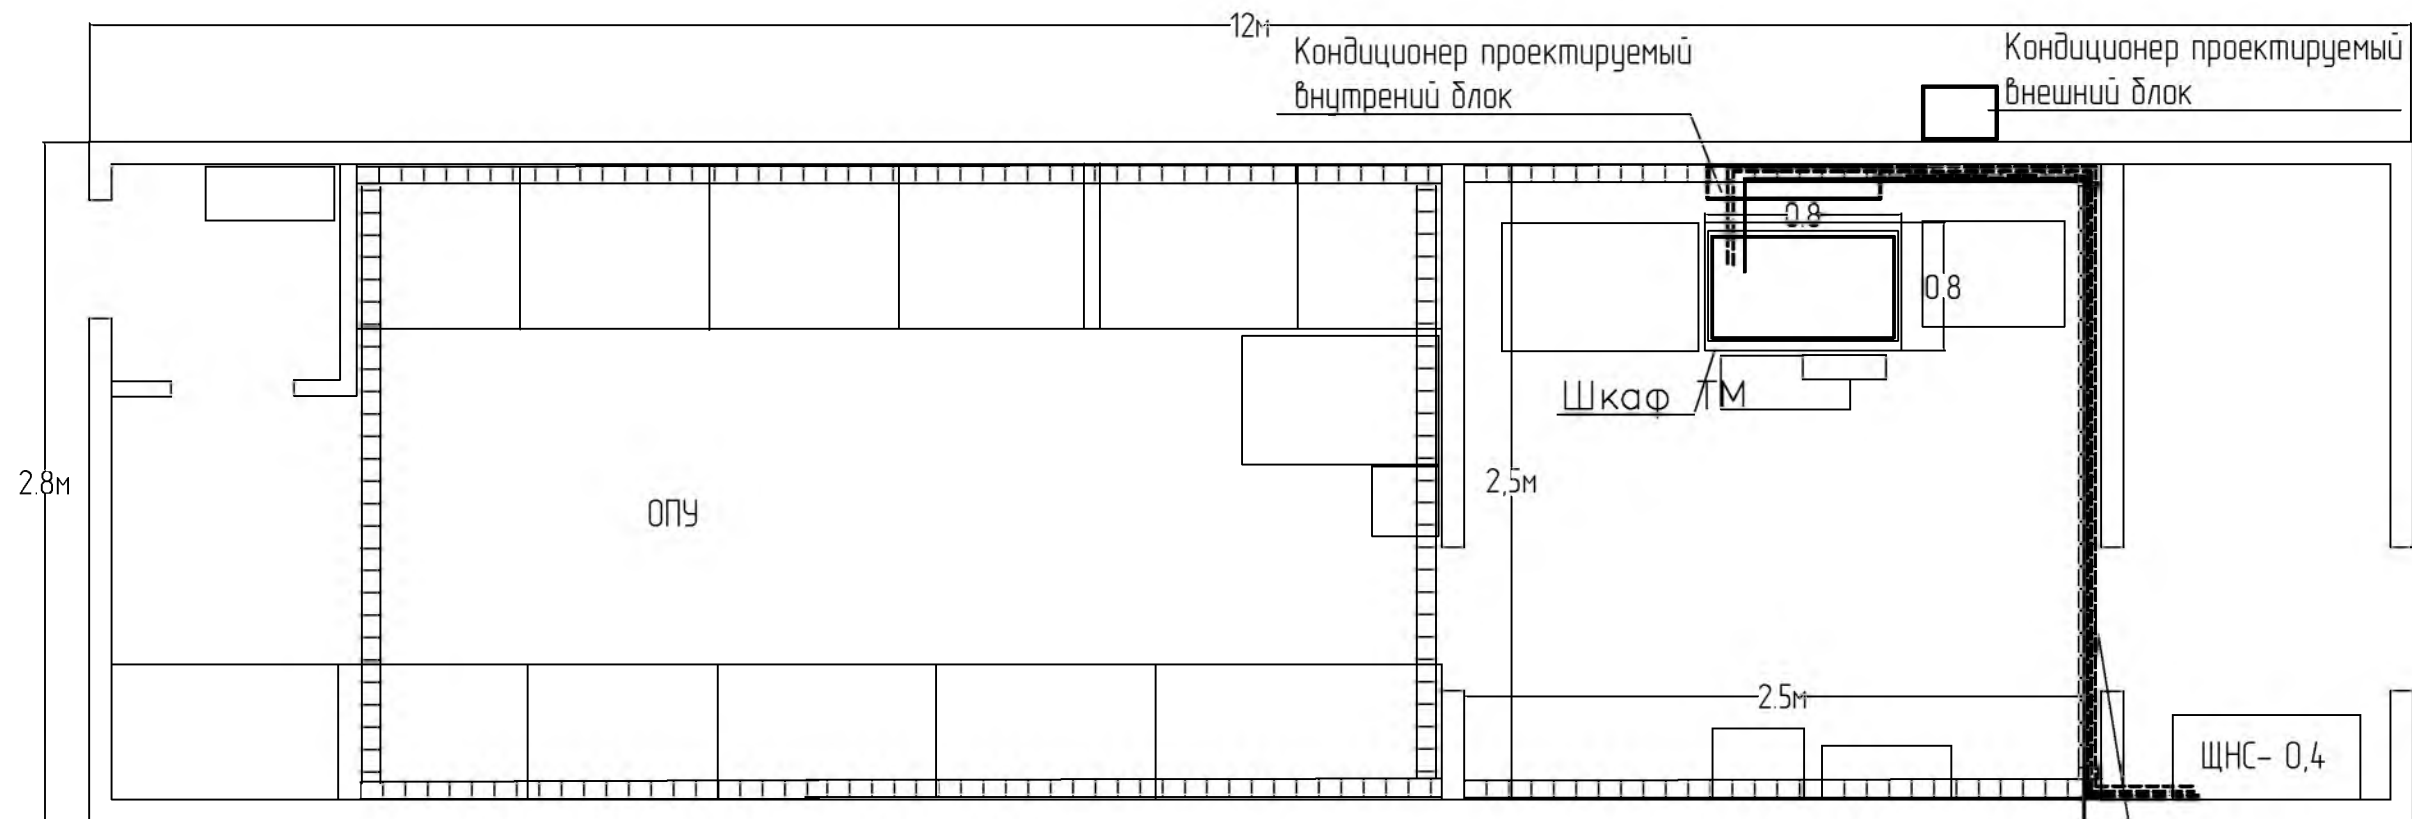 12м
Кондиционер проектируемый
внутрений блок
Кондиционер проектируемый
внешний блок
0.8
0.8
Шкаф ТМ
2.8м
2,5м
ОПУ
2.5м
ЩНС- 0,4